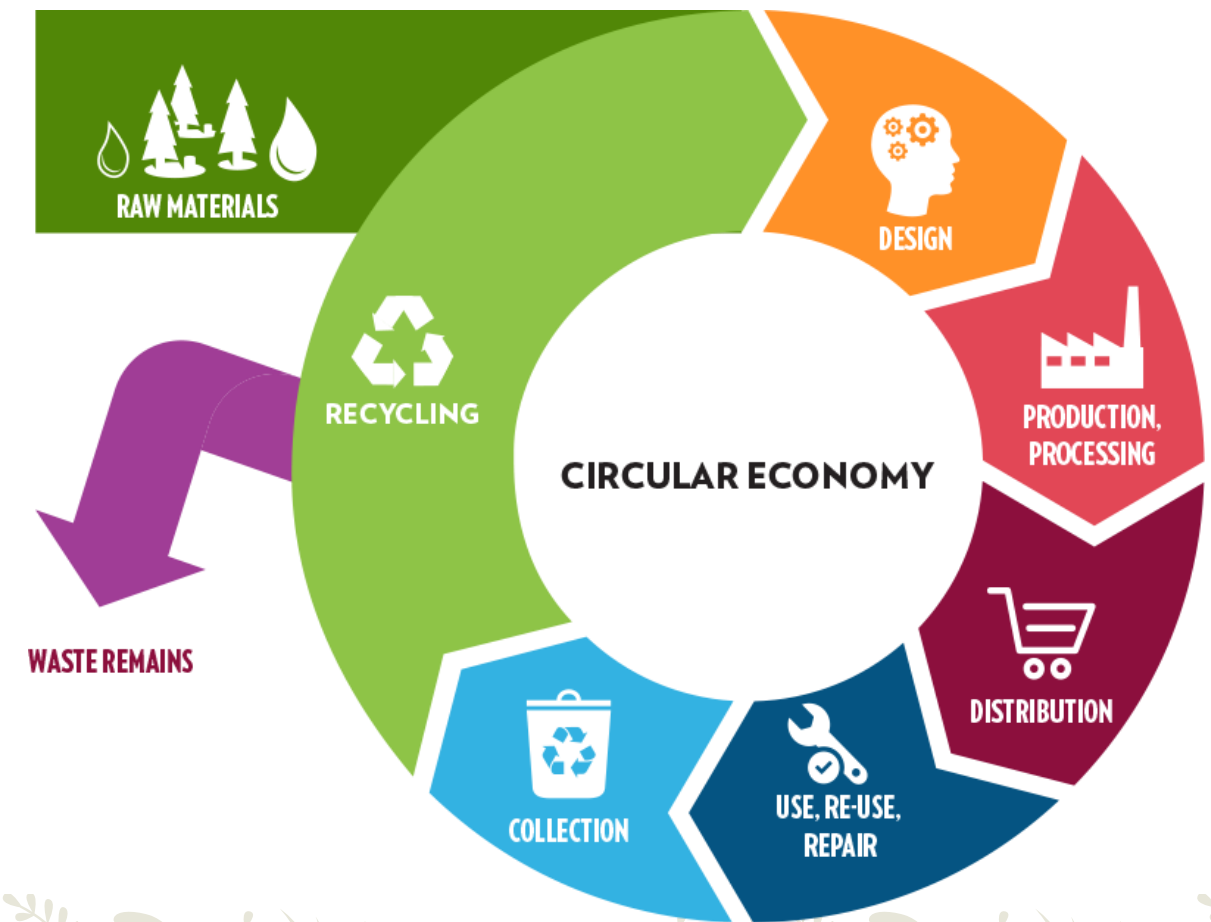 RAW MATERIALS
DESIGN
RECYCLING
PRODUCTION,
PROCESSING
CIRCULAR ECONOMY
WASTE REMAINS
DISTRIBUTION
USE, RE-USE,
REPAIR
COLLECTION